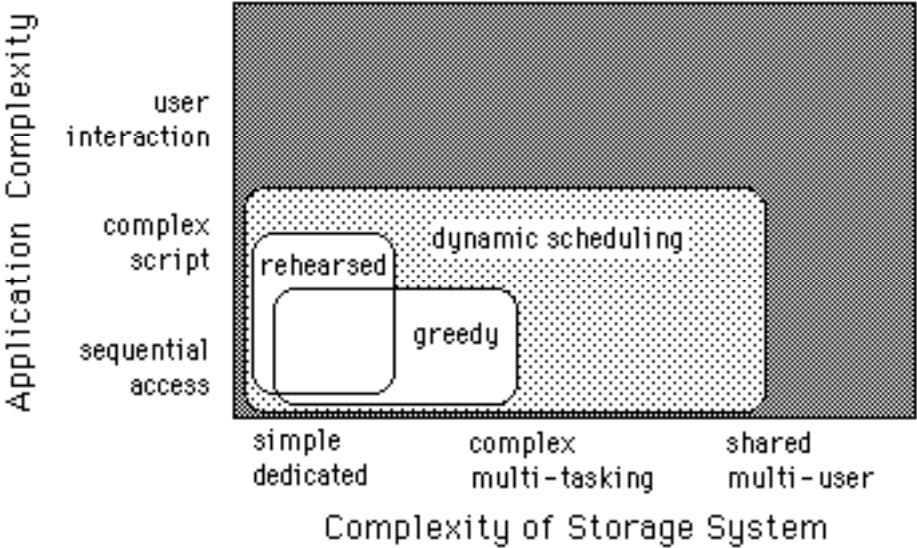 Application Complexity
user
interaction
complex
script
sequential
access
dynamic scheduling
rehearsed
greedy
simple
dedicated
complex
multi-tasking
shared
multi-user
Complexity of Storage System